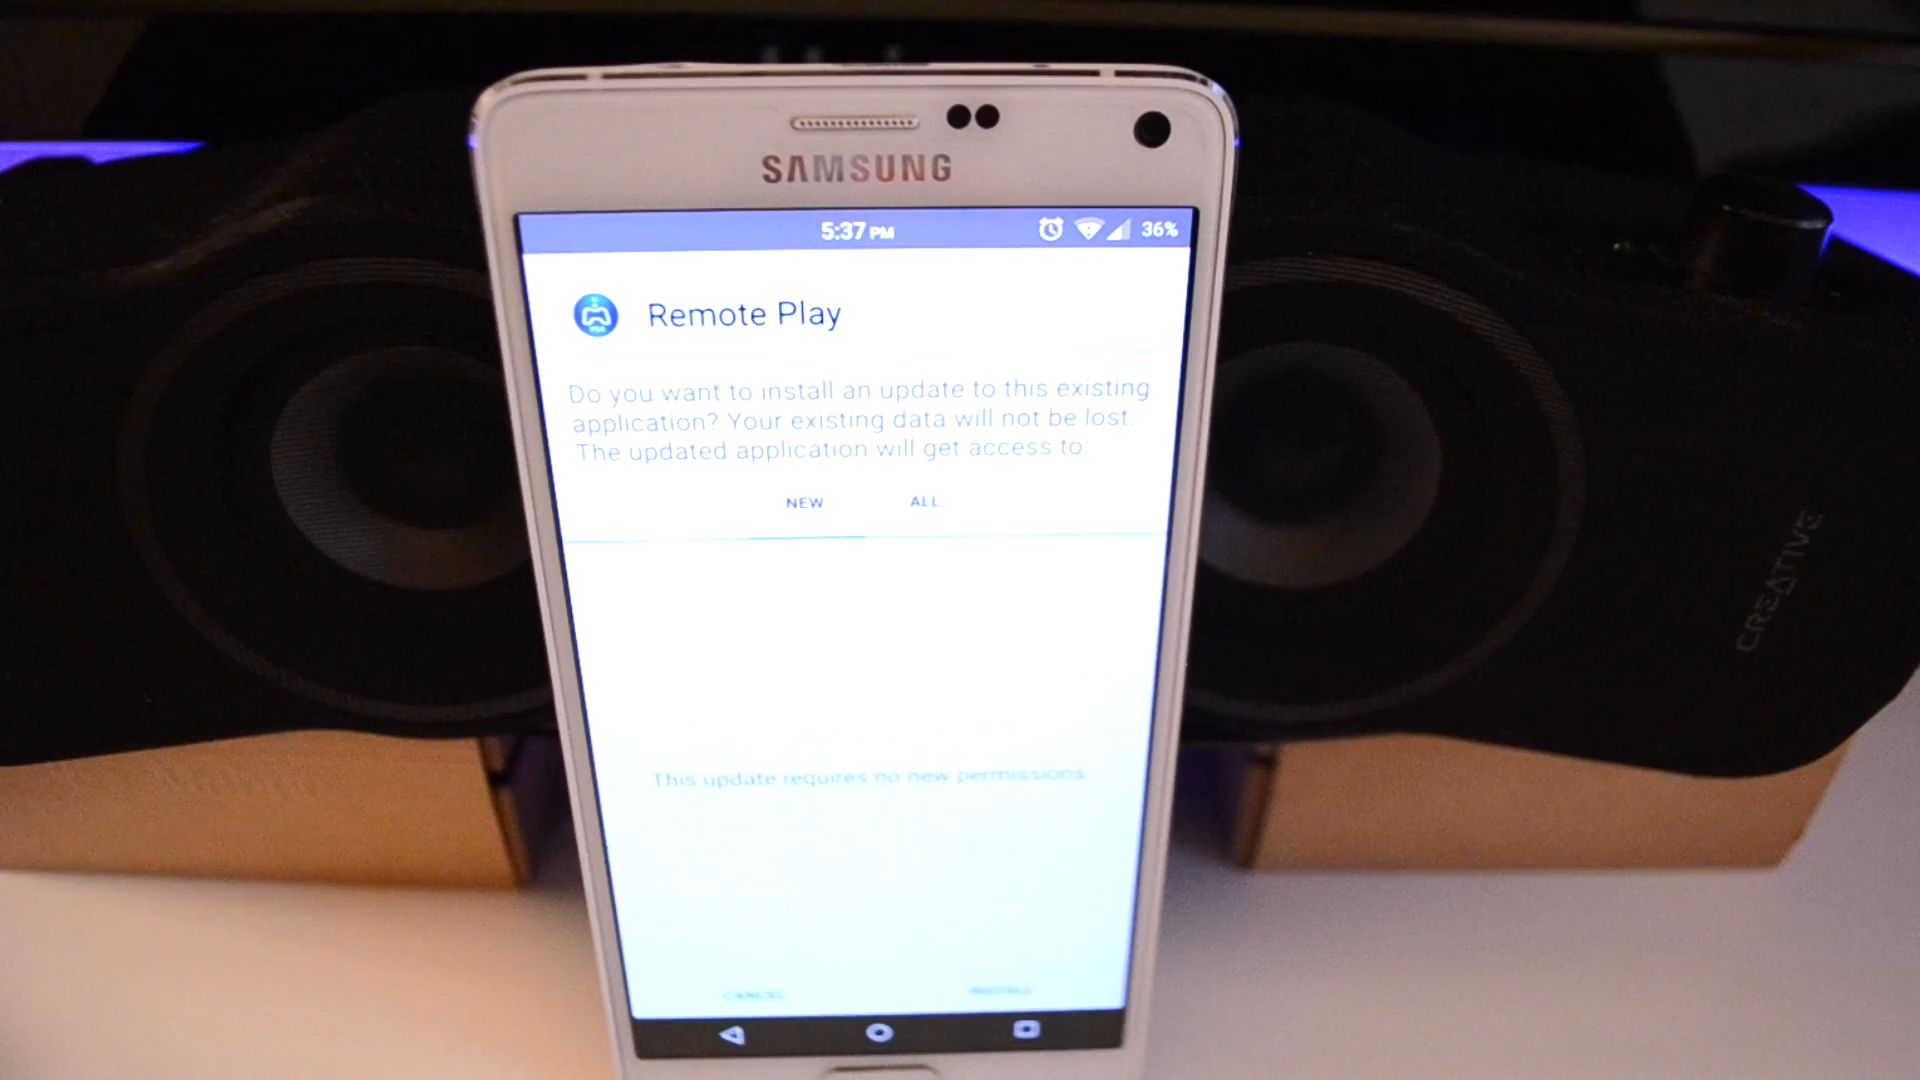 SAMSUNG
5:37 PM 36%
Remote Play
Do you want to install an update to this existing
application? Your existing data will not be lost.
The updated application will get access to:
NEW ALL
This update requires no new permissions.
CANCEL INSTALL
CREATIVE